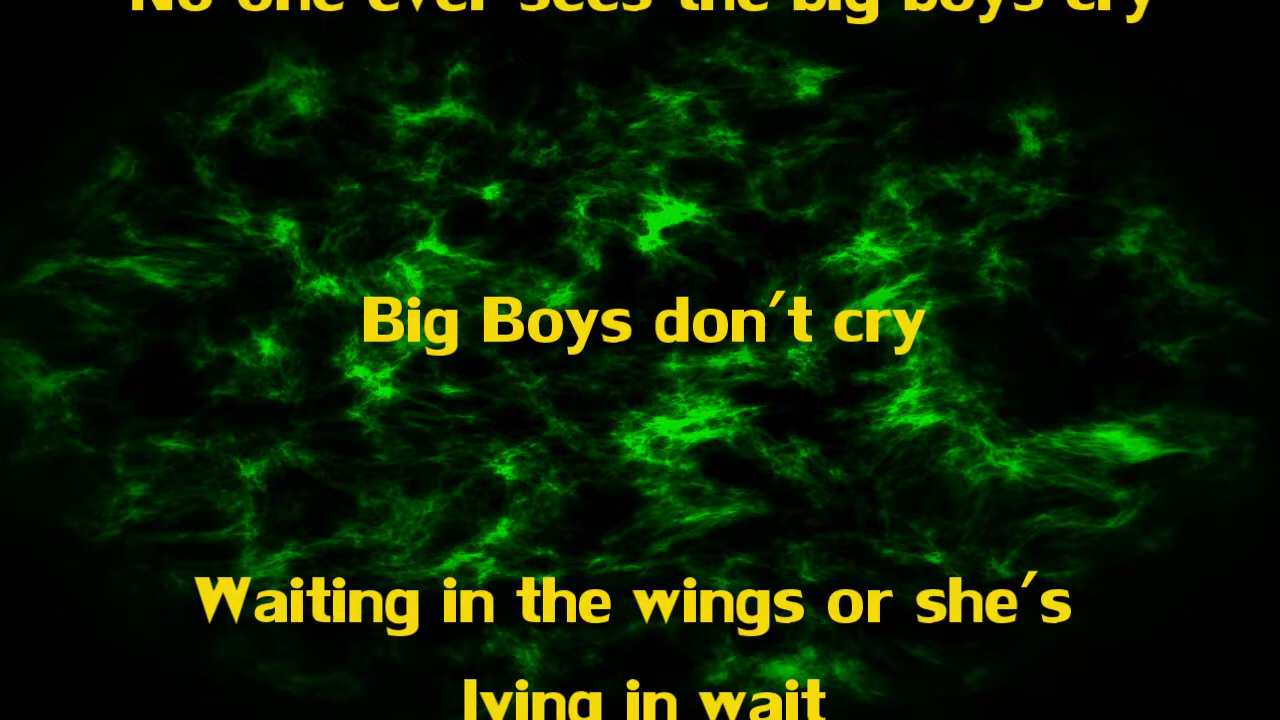 No one ever sees the big boys cry
Big Boys don't cry
Waiting in the wings or she's
lying in wait